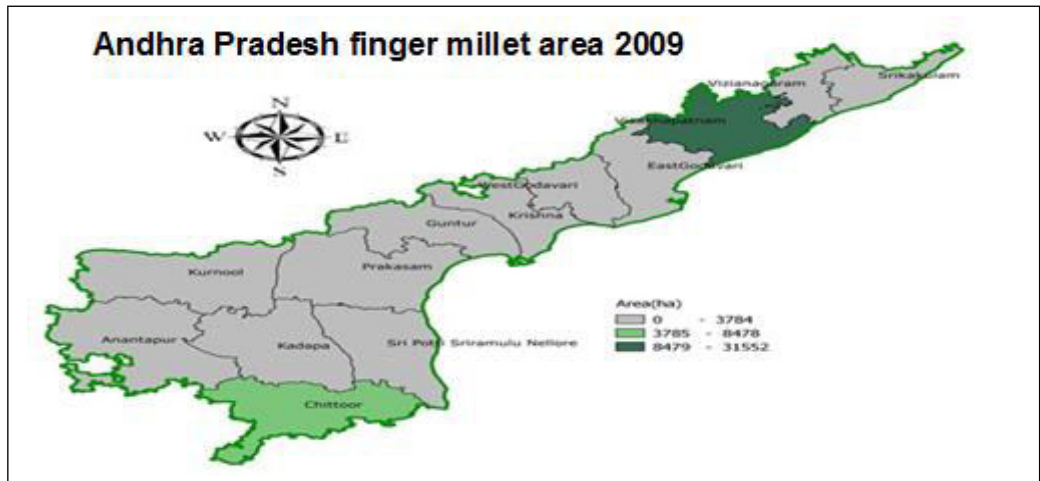 Andhra Pradesh finger millet area 2009
N
W
E
S
Srikakulam
Vizianagaram
Visakhapatnam
EastGodavari
WestGodavari
Krishna
Guntur
Prakasam
Kurnool
Anantapur
Kadapa
Sri Potti Sriramulu Nellore
Chittoor
Area(ha)
0 - 3784
3785 - 8478
8479 - 31552